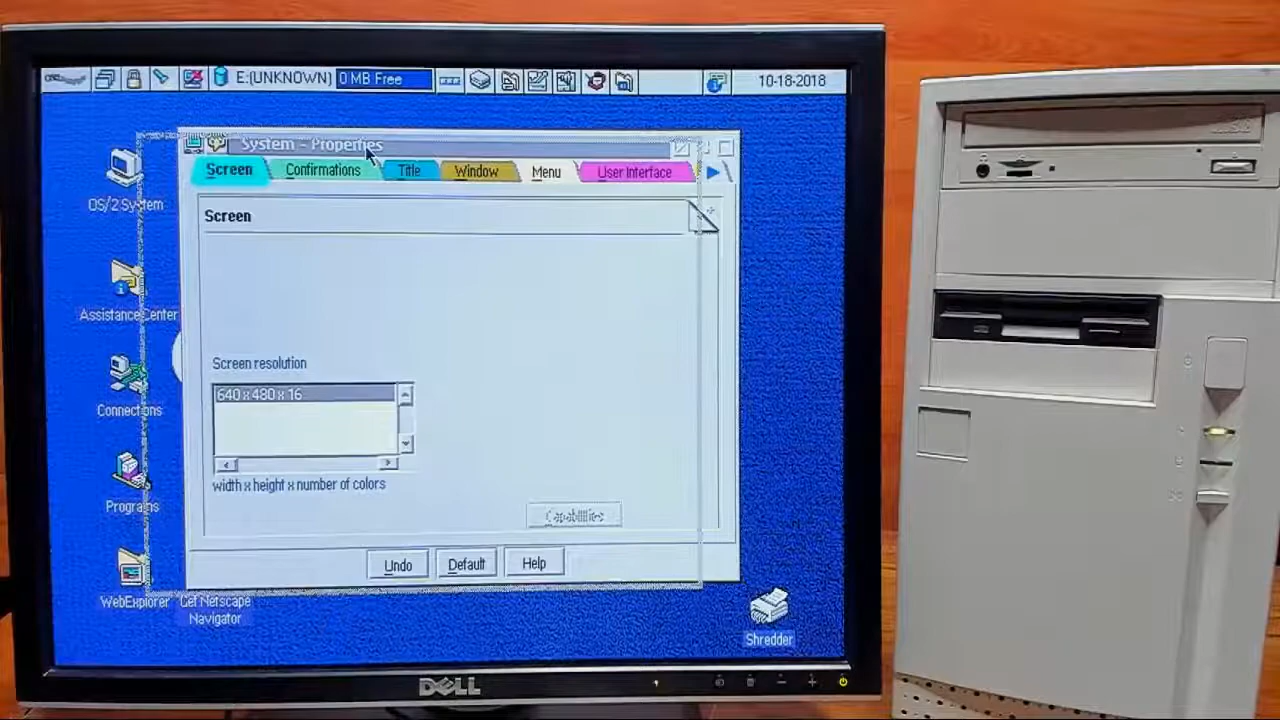 E:(UNKNOWN) 0 MB Free 10-18-2018
System - Properties
Screen Confirmations Title Window Menu User Interface
Screen
OS/2 System
Assistance Center
Connections
Programs
WebExplorer
Get Netscape
Navigator
Screen resolution
640 x 480 x 16
width x height x number of colors
Capabilities
Undo Default Help
Shredder
DELL